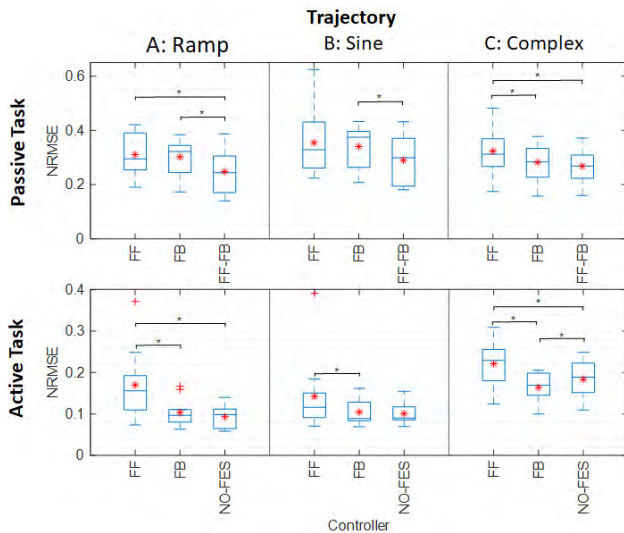 Trajectory
A: Ramp
B: Sine
C: Complex
Passive Task
NRMSE
0.6
0.4
0.2
0
*
*
*
*
*
FF
FB
FF-FB
FF
FB
FF-FB
FF
FB
FF-FB
Active Task
NRMSE
0.4
0.3
0.2
0.1
0
*
*
*
*
*
*
FF
FB
NO-FES
FF
FB
NO-FES
FF
FB
NO-FES
Controller